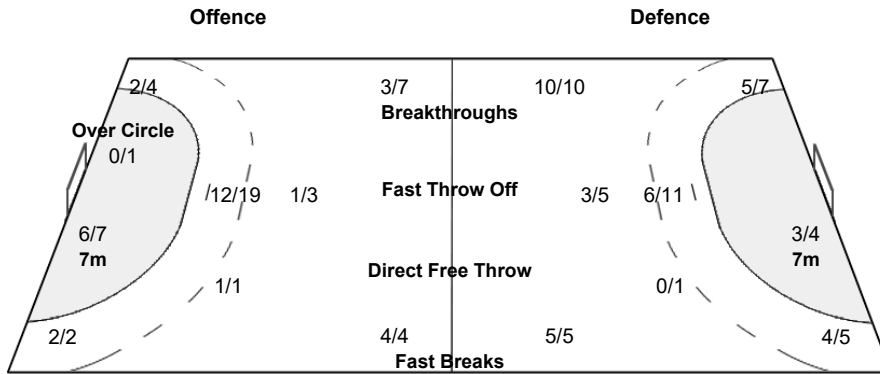 Offence Defence
2/4 3/7 10/10 5/7
Breakthroughs
Over Circle
0/1
12/19 1/3 Fast Throw Off 3/5 6/11
6/7 3/4
7m 7m
Direct Free Throw
1/1 0/1
2/2 4/4 5/5 4/5
Fast Breaks